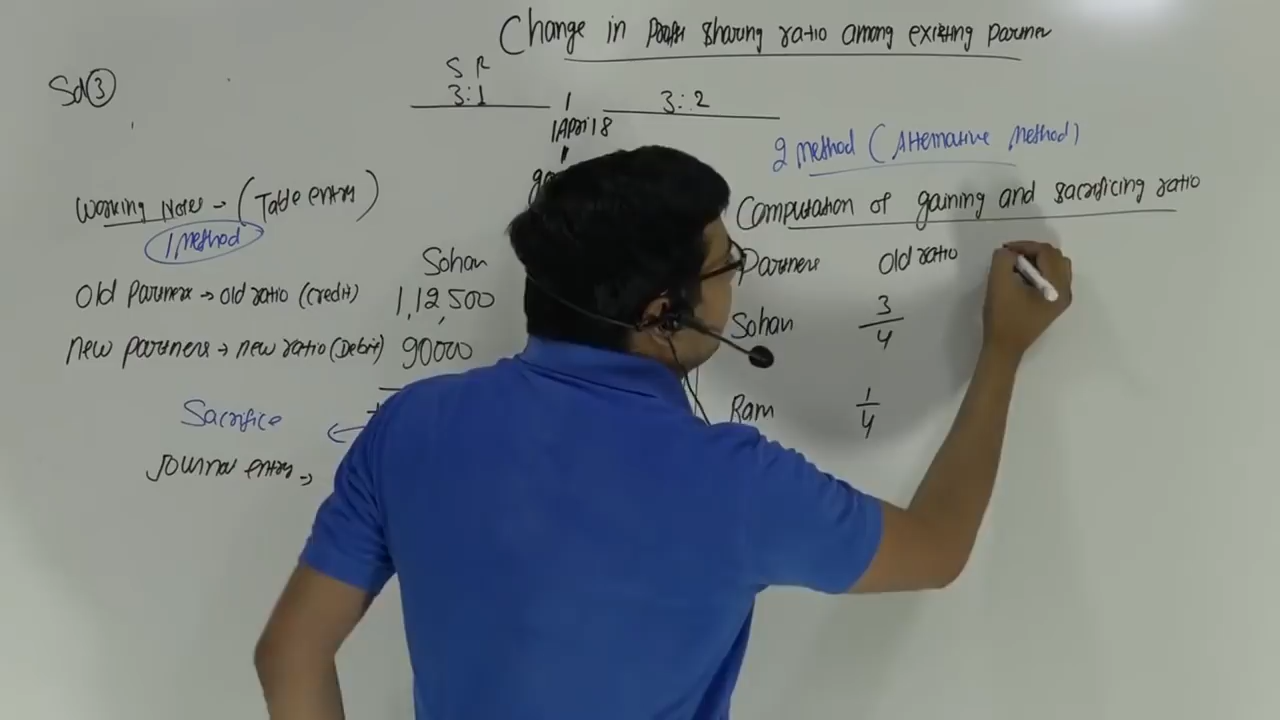 Change in Profit sharing ratio among existing partner
Sol ③
S R
3:1
3:2
1 April 18
2 method (Alternative Method)
Working Notes → (Table entry)
1 Method
Computation of gaining and sacrificing ratio
Sohan
Partners Old ratio
Old Partners → old ratio (credit) 1,12,500
Sohan 3/4
new partners → new ratio (Debit) 90000
Ram 1/4
Sacrifice ←
Journal entry →